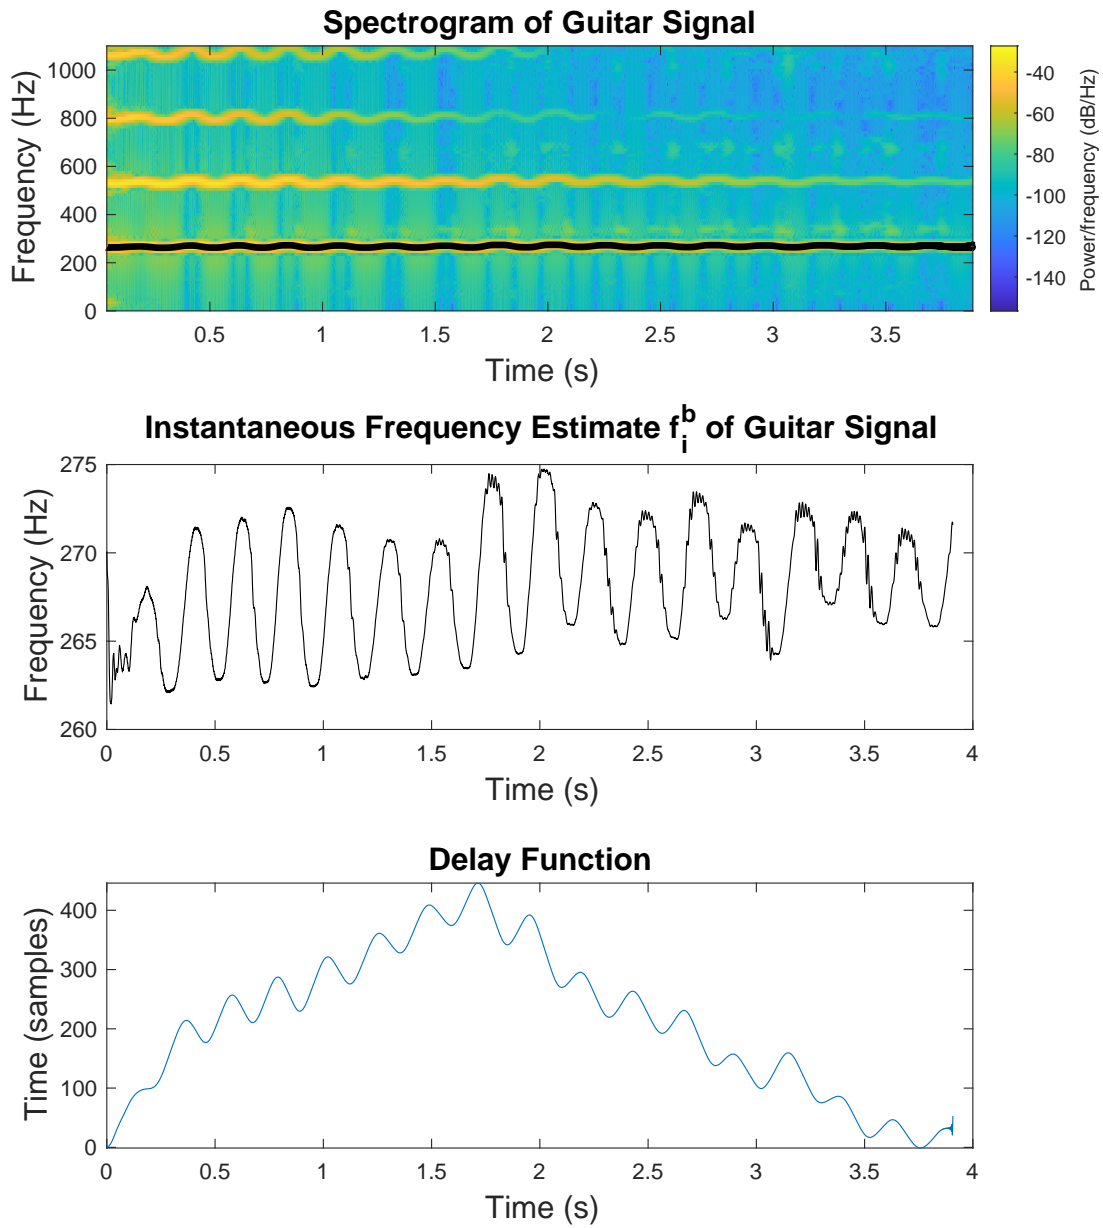 Spectrogram of Guitar Signal
1000
800
600
400
200
0
Frequency (Hz)
0.5 1 1.5 2 2.5 3 3.5
Time (s)
-40
-60
-80
-100
-120
-140
Power/frequency (dB/Hz)
Instantaneous Frequency Estimate f_i^b of Guitar Signal
275
270
265
260
Frequency (Hz)
0 0.5 1 1.5 2 2.5 3 3.5 4
Time (s)
Delay Function
400
300
200
100
0
Time (samples)
0 0.5 1 1.5 2 2.5 3 3.5 4
Time (s)